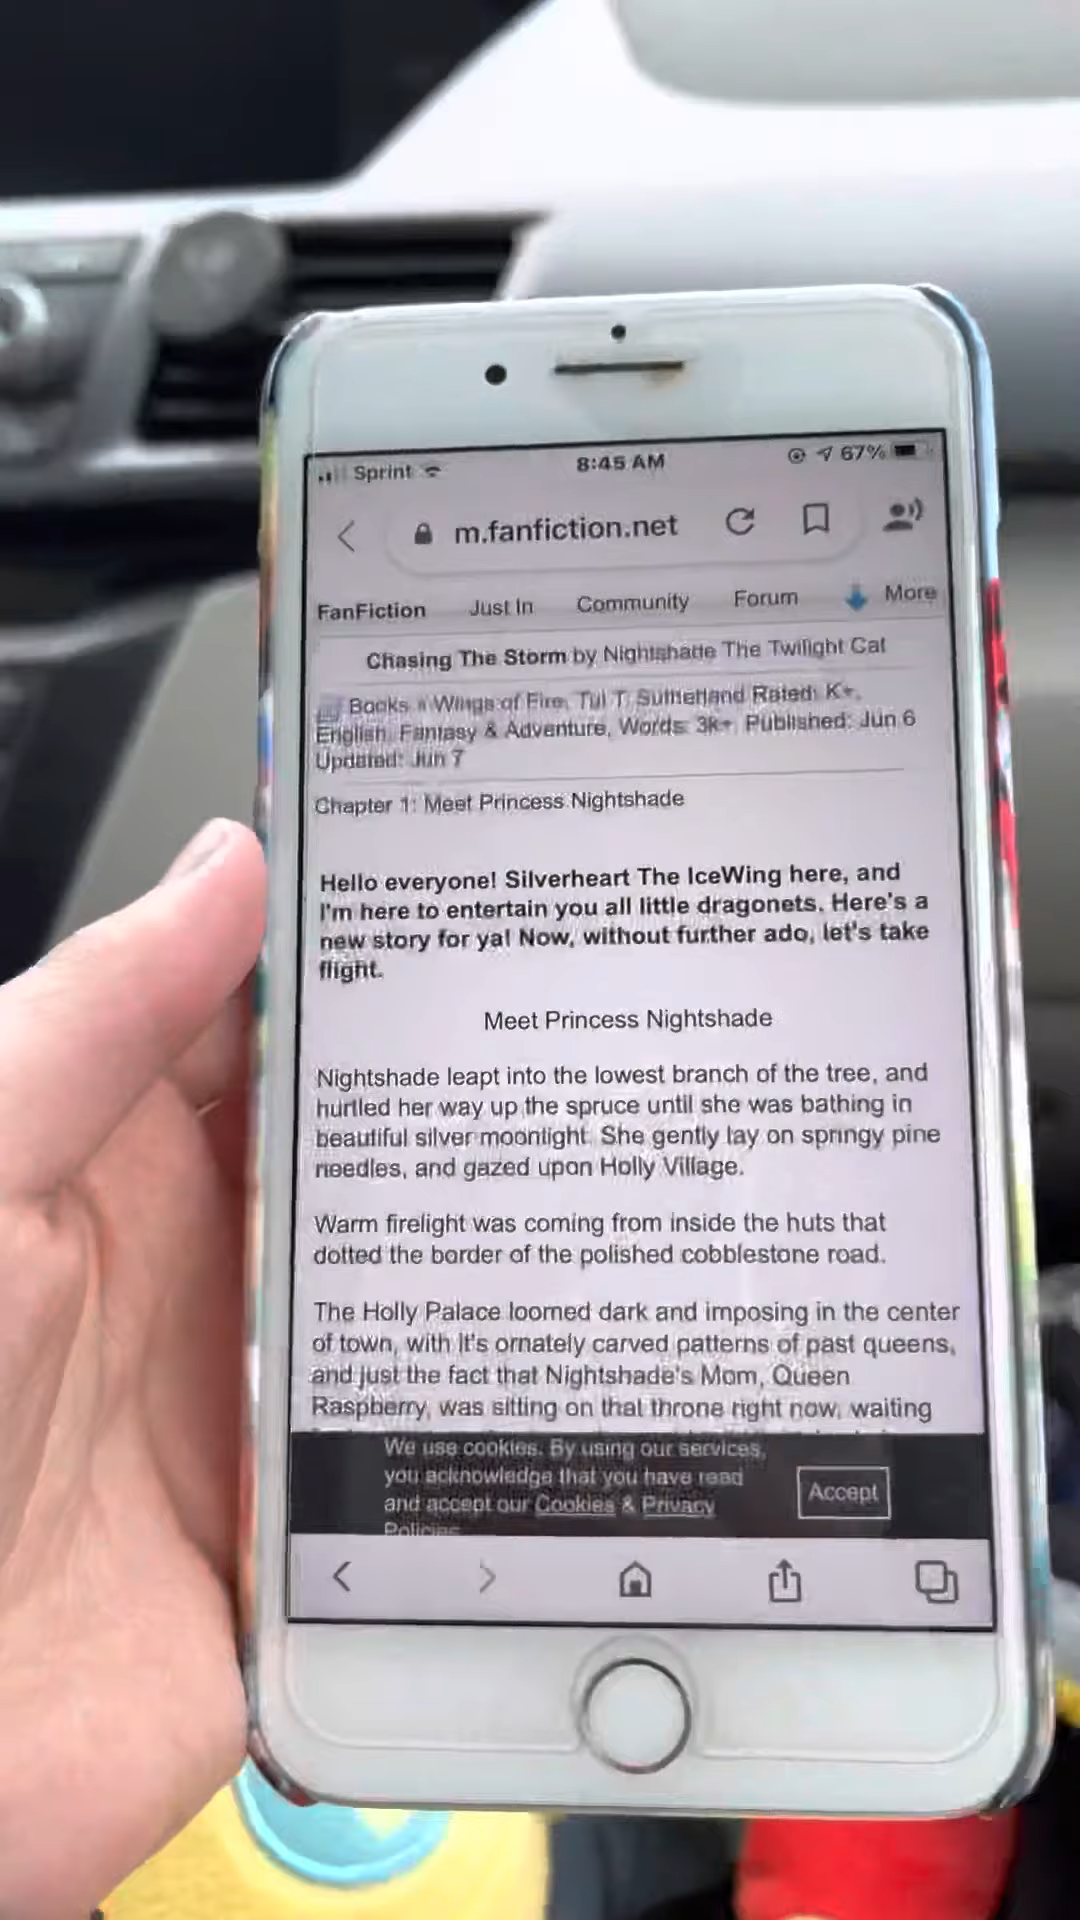 Sprint 8:45 AM 67%
m.fanfiction.net
FanFiction Just In Community Forum More
Chasing The Storm by Nightshade The Twilight Cat
Books » Wings of Fire, Tui T. Sutherland Rated: K+,
English, Fantasy & Adventure, Words: 3k+, Published: Jun 6
Updated: Jun 7
Chapter 1: Meet Princess Nightshade
Hello everyone! Silverheart The IceWing here, and
I'm here to entertain you all little dragonets. Here's a
new story for ya! Now, without further ado, let's take
flight.
Meet Princess Nightshade
Nightshade leapt into the lowest branch of the tree, and
hurtled her way up the spruce until she was bathing in
beautiful silver moonlight. She gently lay on springy pine
needles, and gazed upon Holly Village.
Warm firelight was coming from inside the huts that
dotted the border of the polished cobblestone road.
The Holly Palace loomed dark and imposing in the center
of town, with it's ornately carved patterns of past queens,
and just the fact that Nightshade's Mom, Queen
Raspberry, was sitting on that throne right now, waiting
We use cookies. By using our services,
you acknowledge that you have read
and accept our Cookies & Privacy
Policies
Accept